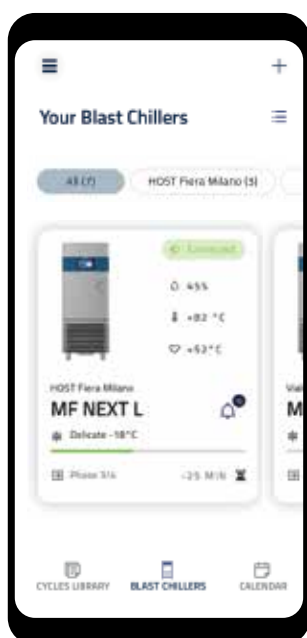 Your Blast Chillers
All (7)
HOST Fiera Milano (3)
Connected
45%
+82 °C
+52°C
HOST Fiera Milano
MF NEXT L
Delicate -18°C
Phase 3/4
-25 MIN
CYCLES LIBRARY
BLAST CHILLERS
CALENDAR